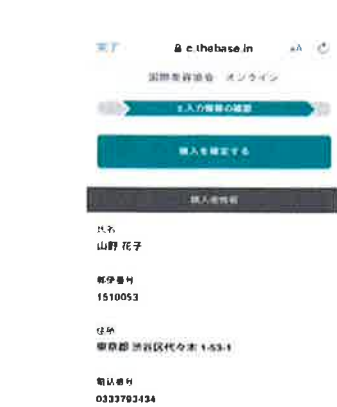 完了 c.thebase.in AA
国際美容協会 オンライン
2.入力情報の確認
購入を確定する
購入者情報
氏名
山野 花子
郵便番号
1510053
住所
東京都 渋谷区代々木 1-53-1
電話番号
0333793434